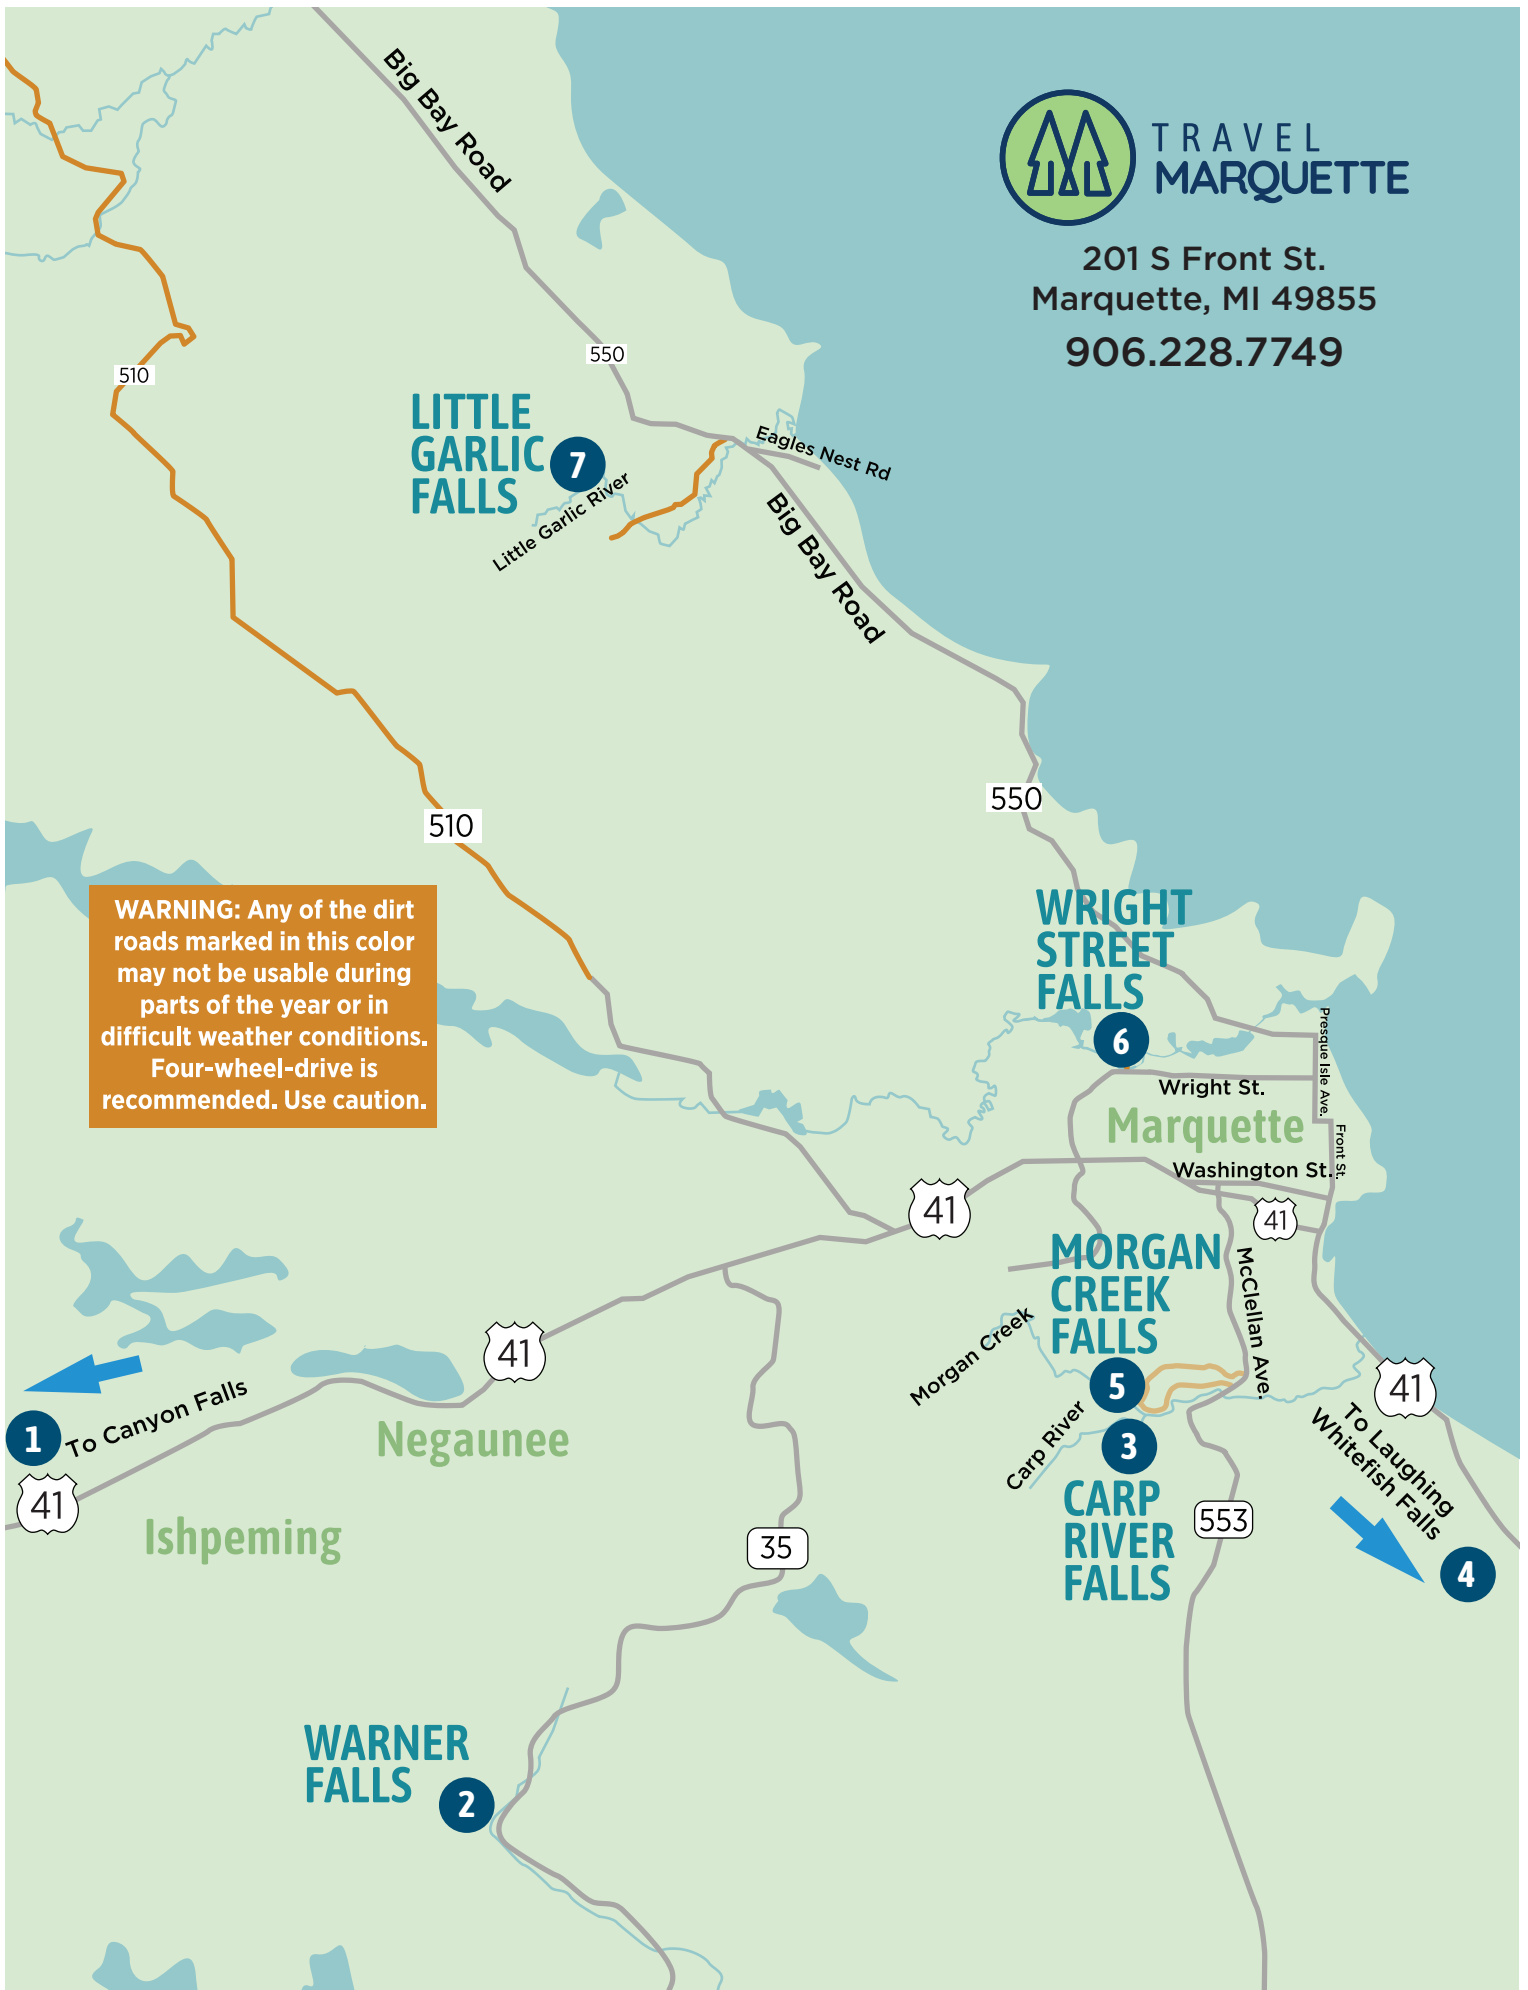 Big Bay Road
TRAVEL
MARQUETTE
201 S Front St.
Marquette, MI 49855
906.228.7749
550
510
LITTLE
GARLIC
FALLS
7
Little Garlic River
Eagles Nest Rd
Big Bay Road
550
510
WARNING: Any of the dirt
roads marked in this color
may not be usable during
parts of the year or in
difficult weather conditions.
Four-wheel-drive is
recommended. Use caution.
WRIGHT
STREET
FALLS
6
Presque Isle Ave.
Wright St.
Marquette
Front St.
Washington St.
41
41
MORGAN
CREEK
FALLS
McClellan Ave.
Morgan Creek
5
41
41
1
To Canyon Falls
Negaunee
Carp River
3
To Laughing
Whitefish Falls
41
Ishpeming
CARP
RIVER
FALLS
553
35
4
WARNER
FALLS
2